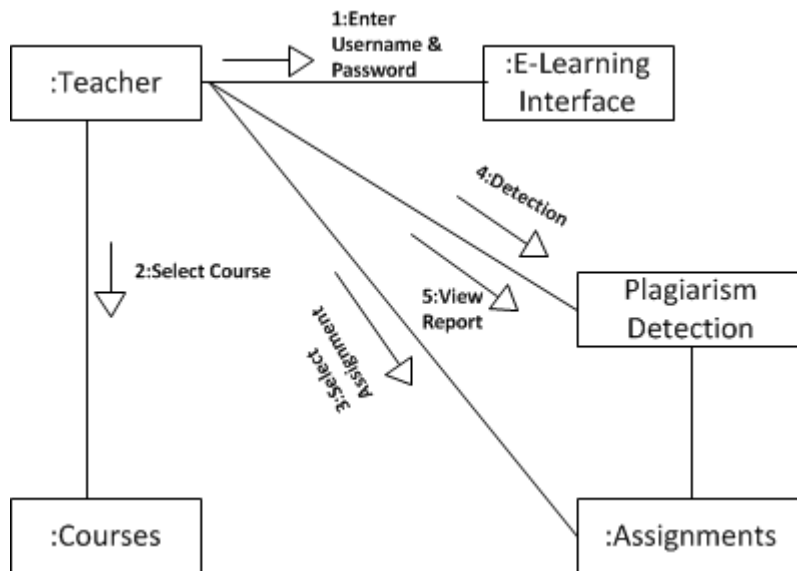 1:Enter
Username &
Password
:Teacher
:E-Learning
Interface
4:Detection
2:Select Course
5:View
Report
3:Select
Assignment
Plagiarism
Detection
:Courses
:Assignments